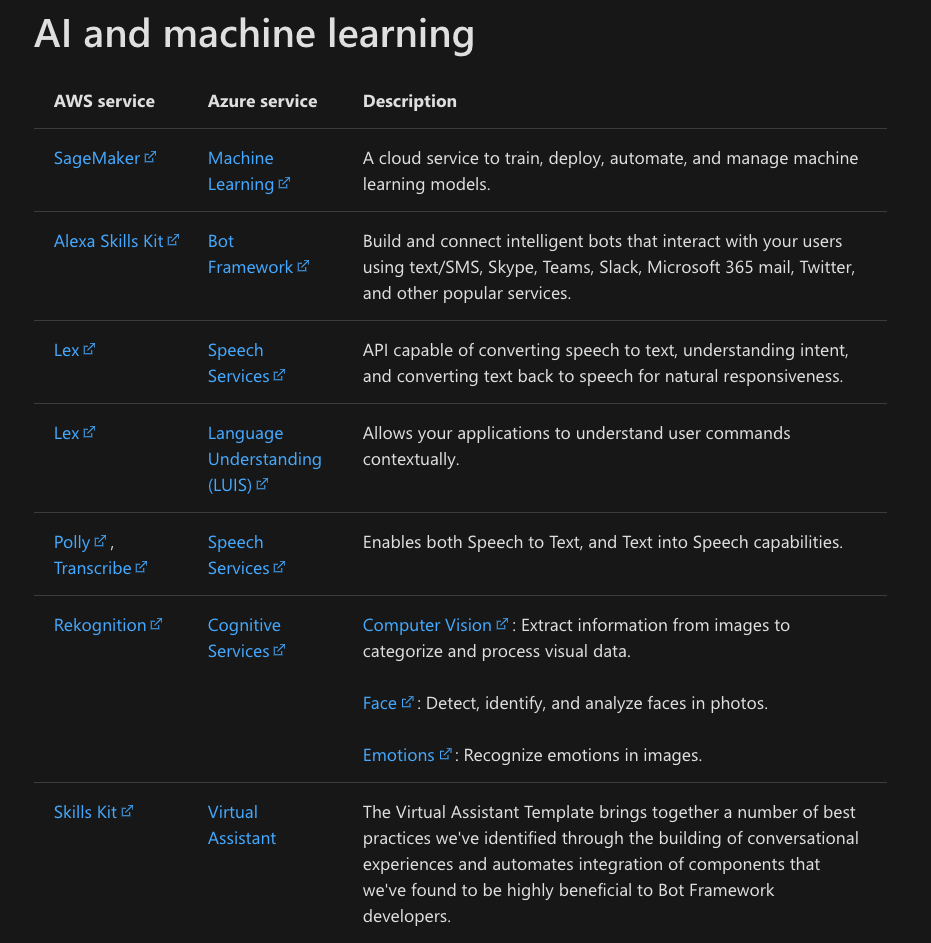 AI and machine learning
AWS service Azure service Description
SageMaker Machine Learning A cloud service to train, deploy, automate, and manage machine
learning models.
Alexa Skills Kit Bot Framework Build and connect intelligent bots that interact with your users
using text/SMS, Skype, Teams, Slack, Microsoft 365 mail, Twitter,
and other popular services.
Lex Speech Services API capable of converting speech to text, understanding intent,
and converting text back to speech for natural responsiveness.
Lex Language Understanding (LUIS) Allows your applications to understand user commands
contextually.
Polly , Transcribe Speech Services Enables both Speech to Text, and Text into Speech capabilities.
Rekognition Cognitive Services Computer Vision : Extract information from images to
categorize and process visual data.
Face : Detect, identify, and analyze faces in photos.
Emotions : Recognize emotions in images.
Skills Kit Virtual Assistant The Virtual Assistant Template brings together a number of best
practices we've identified through the building of conversational
experiences and automates integration of components that
we've found to be highly beneficial to Bot Framework
developers.